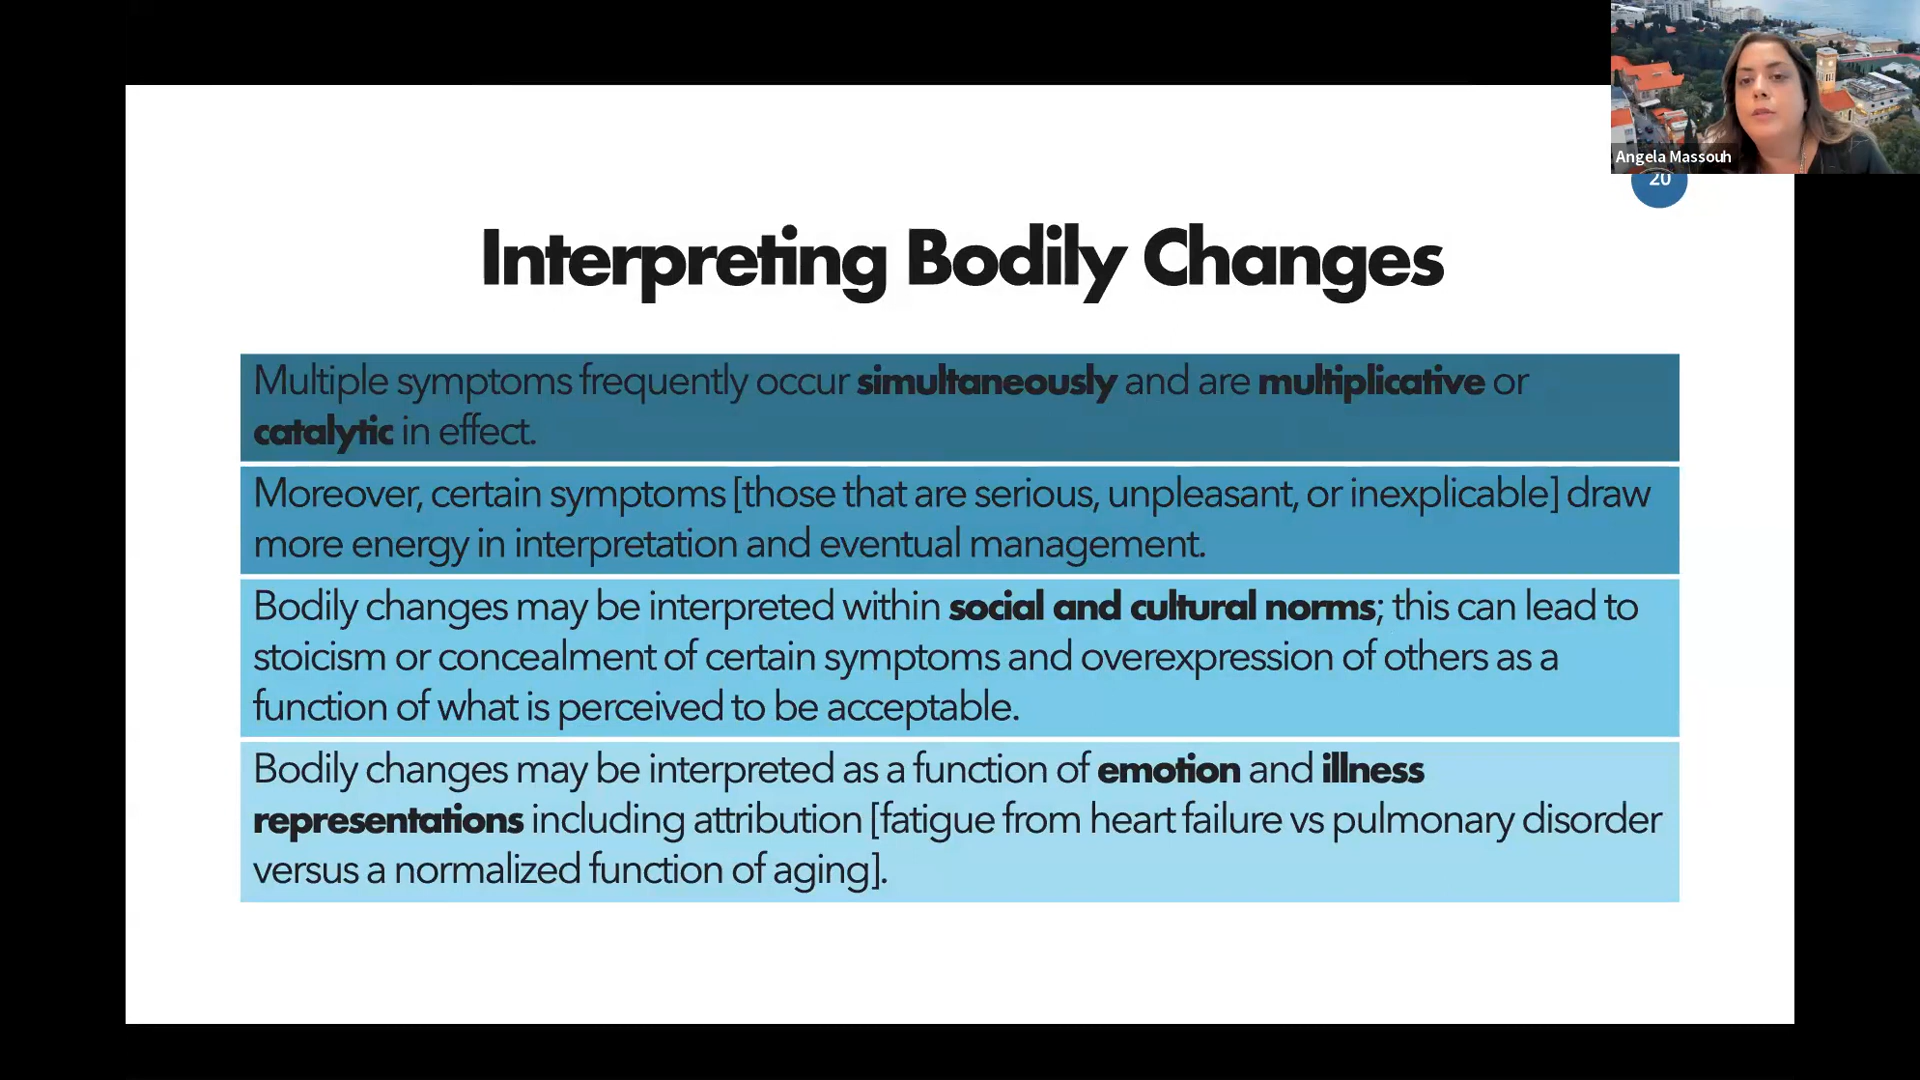 Angela Massouh
20
Interpreting Bodily Changes
Multiple symptoms frequently occur simultaneously and are multiplicative or
catalytic in effect.
Moreover, certain symptoms [those that are serious, unpleasant, or inexplicable] draw
more energy in interpretation and eventual management.
Bodily changes may be interpreted within social and cultural norms; this can lead to
stoicism or concealment of certain symptoms and overexpression of others as a
function of what is perceived to be acceptable.
Bodily changes may be interpreted as a function of emotion and illness
representations including attribution [fatigue from heart failure vs pulmonary disorder
versus a normalized function of aging].